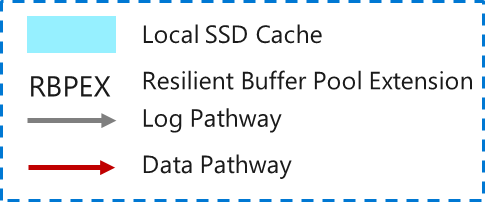 Local SSD Cache
RBPEX Resilient Buffer Pool Extension
Log Pathway
Data Pathway